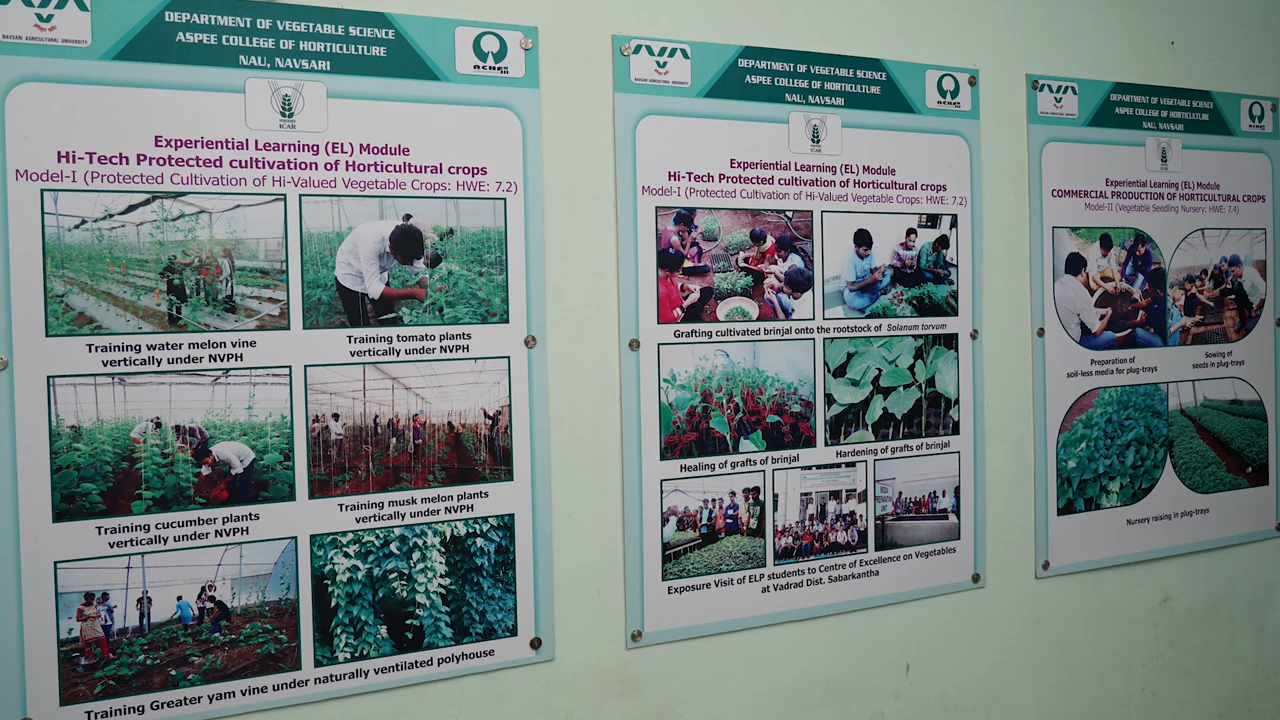 NAVSARI AGRICULTURAL UNIVERSITY
DEPARTMENT OF VEGETABLE SCIENCE
ASPEE COLLEGE OF HORTICULTURE
NAU, NAVSARI
ICAR
Experiential Learning (EL) Module
Hi-Tech Protected cultivation of Horticultural crops
Model-I (Protected Cultivation of Hi-Valued Vegetable Crops: HWE: 7.2)
Training water melon vine
vertically under NVPH
Training tomato plants
vertically under NVPH
Training cucumber plants
vertically under NVPH
Training musk melon plants
vertically under NVPH
Training Greater yam vine under naturally ventilated polyhouse
NAVSARI AGRICULTURAL UNIVERSITY
DEPARTMENT OF VEGETABLE SCIENCE
ASPEE COLLEGE OF HORTICULTURE
NAU, NAVSARI
ICAR
Experiential Learning (EL) Module
Hi-Tech Protected cultivation of Horticultural crops
Model-I (Protected Cultivation of Hi-Valued Vegetable Crops: HWE: 7.2)
Grafting cultivated brinjal onto the rootstock of Solanum torvum
Healing of grafts of brinjal
Hardening of grafts of brinjal
Exposure Visit of ELP students to Centre of Excellence on Vegetables
at Vadrad Dist. Sabarkantha
DEPARTMENT OF VEGETABLE SCIENCE
ASPEE COLLEGE OF HORTICULTURE
NAU, NAVSARI
Experiential Learning (EL) Module
COMMERCIAL PRODUCTION OF HORTICULTURAL CROPS
Model-II (Vegetable Seedling Nursery: HWE: 7.4)
Preparation of
soil-less media for plug-trays
Sowing of
seeds in plug-trays
Nursery raising in plug-trays